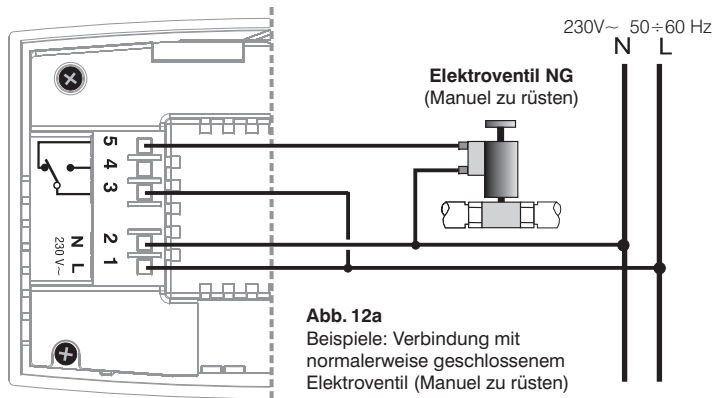 230V~ 50÷60 Hz
N L
Elektroventil NG
(Manuel zu rüsten)
5
4
3
2
1
N
L
230 V~
Abb. 12a
Beispiele: Verbindung mit
normalerweise geschlossenem
Elektroventil (Manuel zu rüsten)